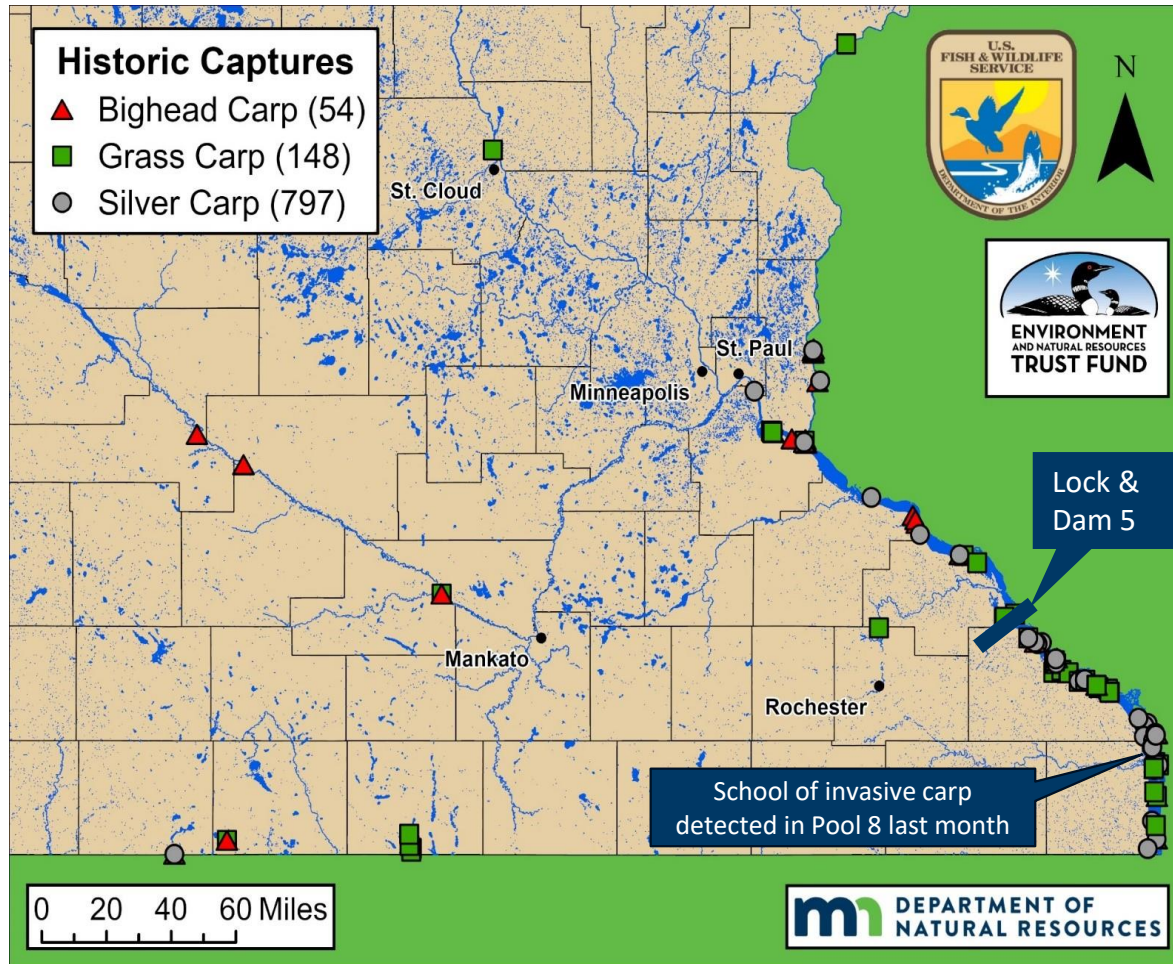 Historic Captures
Bighead Carp (54)
Grass Carp (148)
Silver Carp (797)
U.S.
FISH & WILDLIFE
SERVICE
DEPARTMENT OF THE INTERIOR
N
ENVIRONMENT
AND NATURAL RESOURCES
TRUST FUND
St. Cloud
St. Paul
Minneapolis
Lock &
Dam 5
Mankato
Rochester
School of invasive carp
detected in Pool 8 last month
0 20 40 60 Miles
mn DEPARTMENT OF
NATURAL RESOURCES